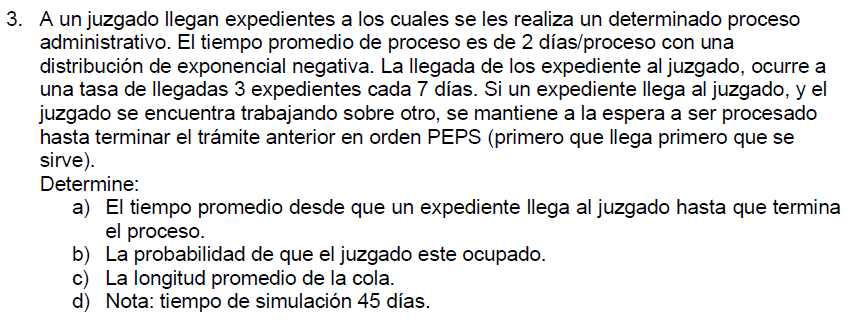 3. A un juzgado llegan expedientes a los cuales se les realiza un determinado proceso
administrativo. El tiempo promedio de proceso es de 2 días/proceso con una
distribución de exponencial negativa. La llegada de los expediente al juzgado, ocurre a
una tasa de llegadas 3 expedientes cada 7 días. Si un expediente llega al juzgado, y el
juzgado se encuentra trabajando sobre otro, se mantiene a la espera a ser procesado
hasta terminar el trámite anterior en orden PEPS (primero que llega primero que se
sirve).
Determine:
a) El tiempo promedio desde que un expediente llega al juzgado hasta que termina
el proceso.
b) La probabilidad de que el juzgado este ocupado.
c) La longitud promedio de la cola.
d) Nota: tiempo de simulación 45 días.